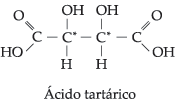 O OH OH O
C – C* – C* – C
HO H H OH
Ácido tartárico